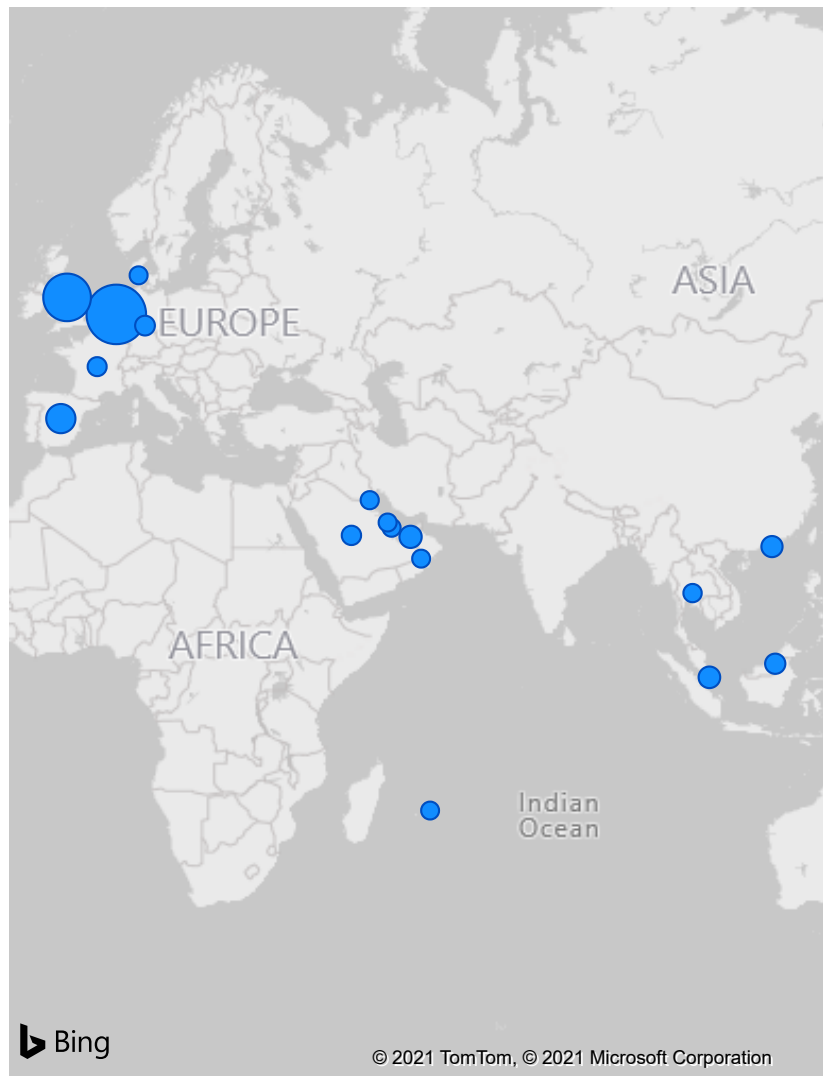 ASIA
EUROPE
AFRICA
Indian
Ocean
Bing
© 2021 TomTom, © 2021 Microsoft Corporation